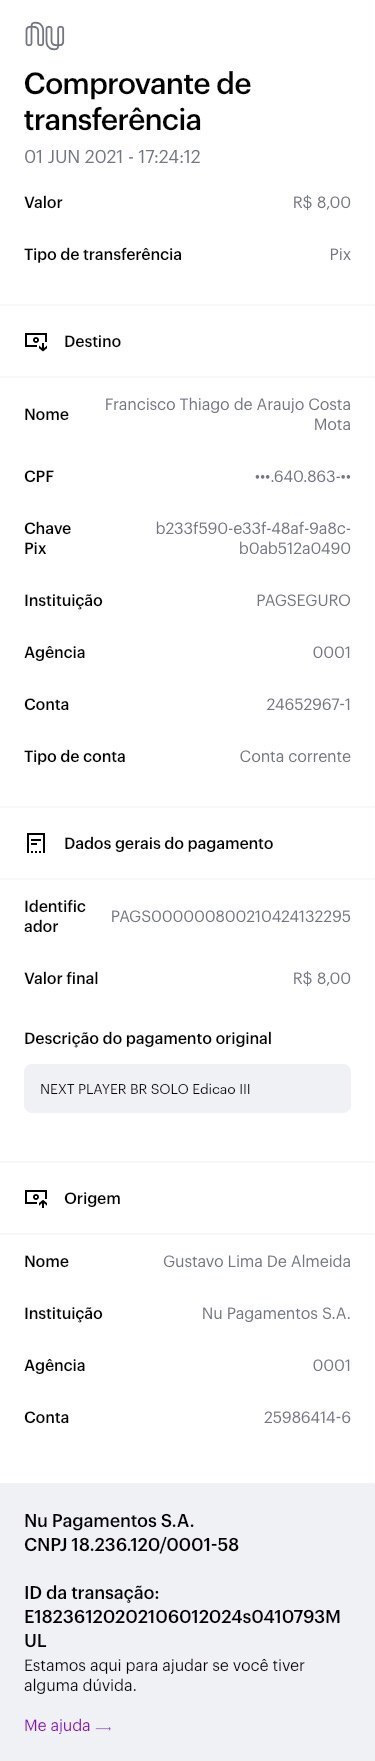 nu
Comprovante de
transferência
01 JUN 2021 - 17:24:12
Valor R$ 8,00
Tipo de transferência Pix
Destino
Nome Francisco Thiago de Araujo Costa
Mota
CPF •••.640.863-••
Chave b233f590-e33f-48af-9a8c-
Pix b0ab512a0490
Instituição PAGSEGURO
Agência 0001
Conta 24652967-1
Tipo de conta Conta corrente
Dados gerais do pagamento
Identific
ador PAGS000000800210424132295
Valor final R$ 8,00
Descrição do pagamento original
NEXT PLAYER BR SOLO Edicao III
Origem
Nome Gustavo Lima De Almeida
Instituição Nu Pagamentos S.A.
Agência 0001
Conta 25986414-6
Nu Pagamentos S.A.
CNPJ 18.236.120/0001-58
ID da transação:
E18236120202106012024s0410793M
UL
Estamos aqui para ajudar se você tiver
alguma dúvida.
Me ajuda →